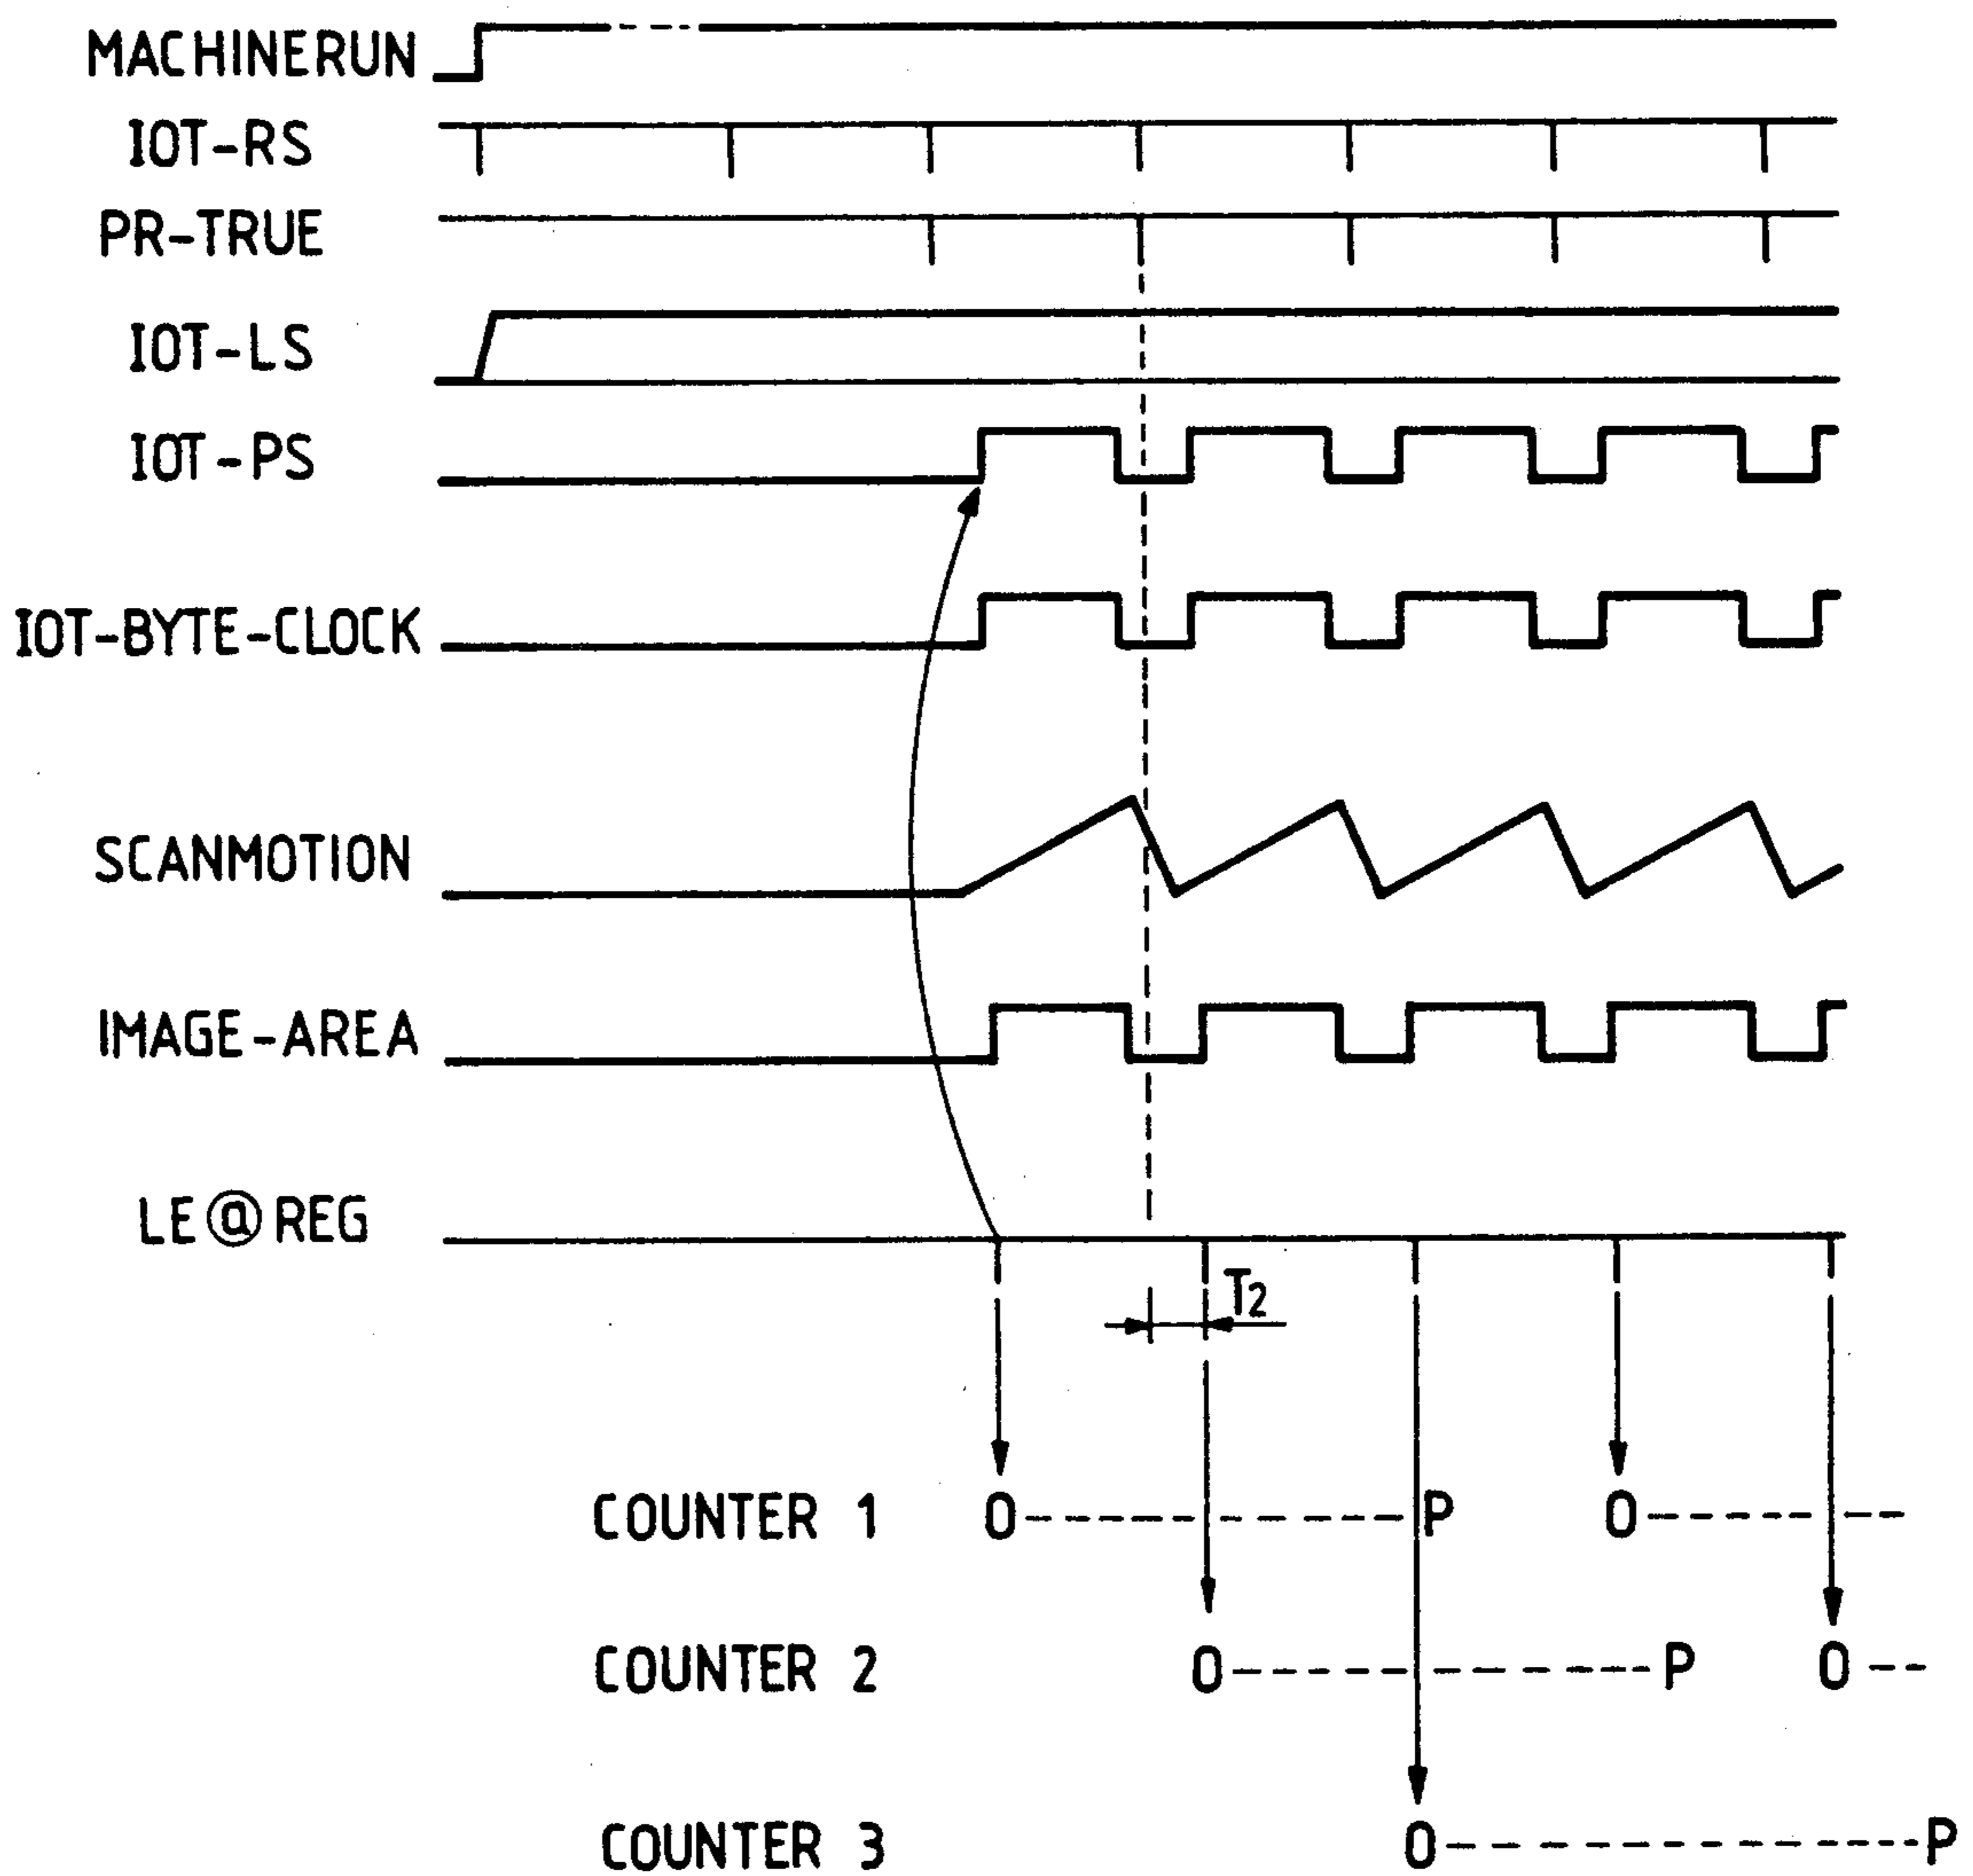 MACHINERUN
IOT-RS
PR-TRUE
IOT-LS
IOT-PS
IOT-BYTE-CLOCK
SCANMOTION
IMAGE-AREA
LE@REG
T2
COUNTER 1 0 P 0
COUNTER 2 0 P 0
COUNTER 3 0 P